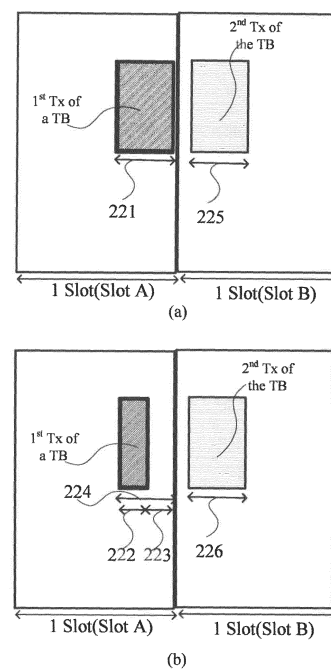 2nd Tx of
the TB
1st Tx of
a TB
221
225
1 Slot(Slot A)
1 Slot(Slot B)
(a)
2nd Tx of
the TB
1st Tx of
a TB
224
222
223
226
1 Slot(Slot A)
1 Slot(Slot B)
(b)